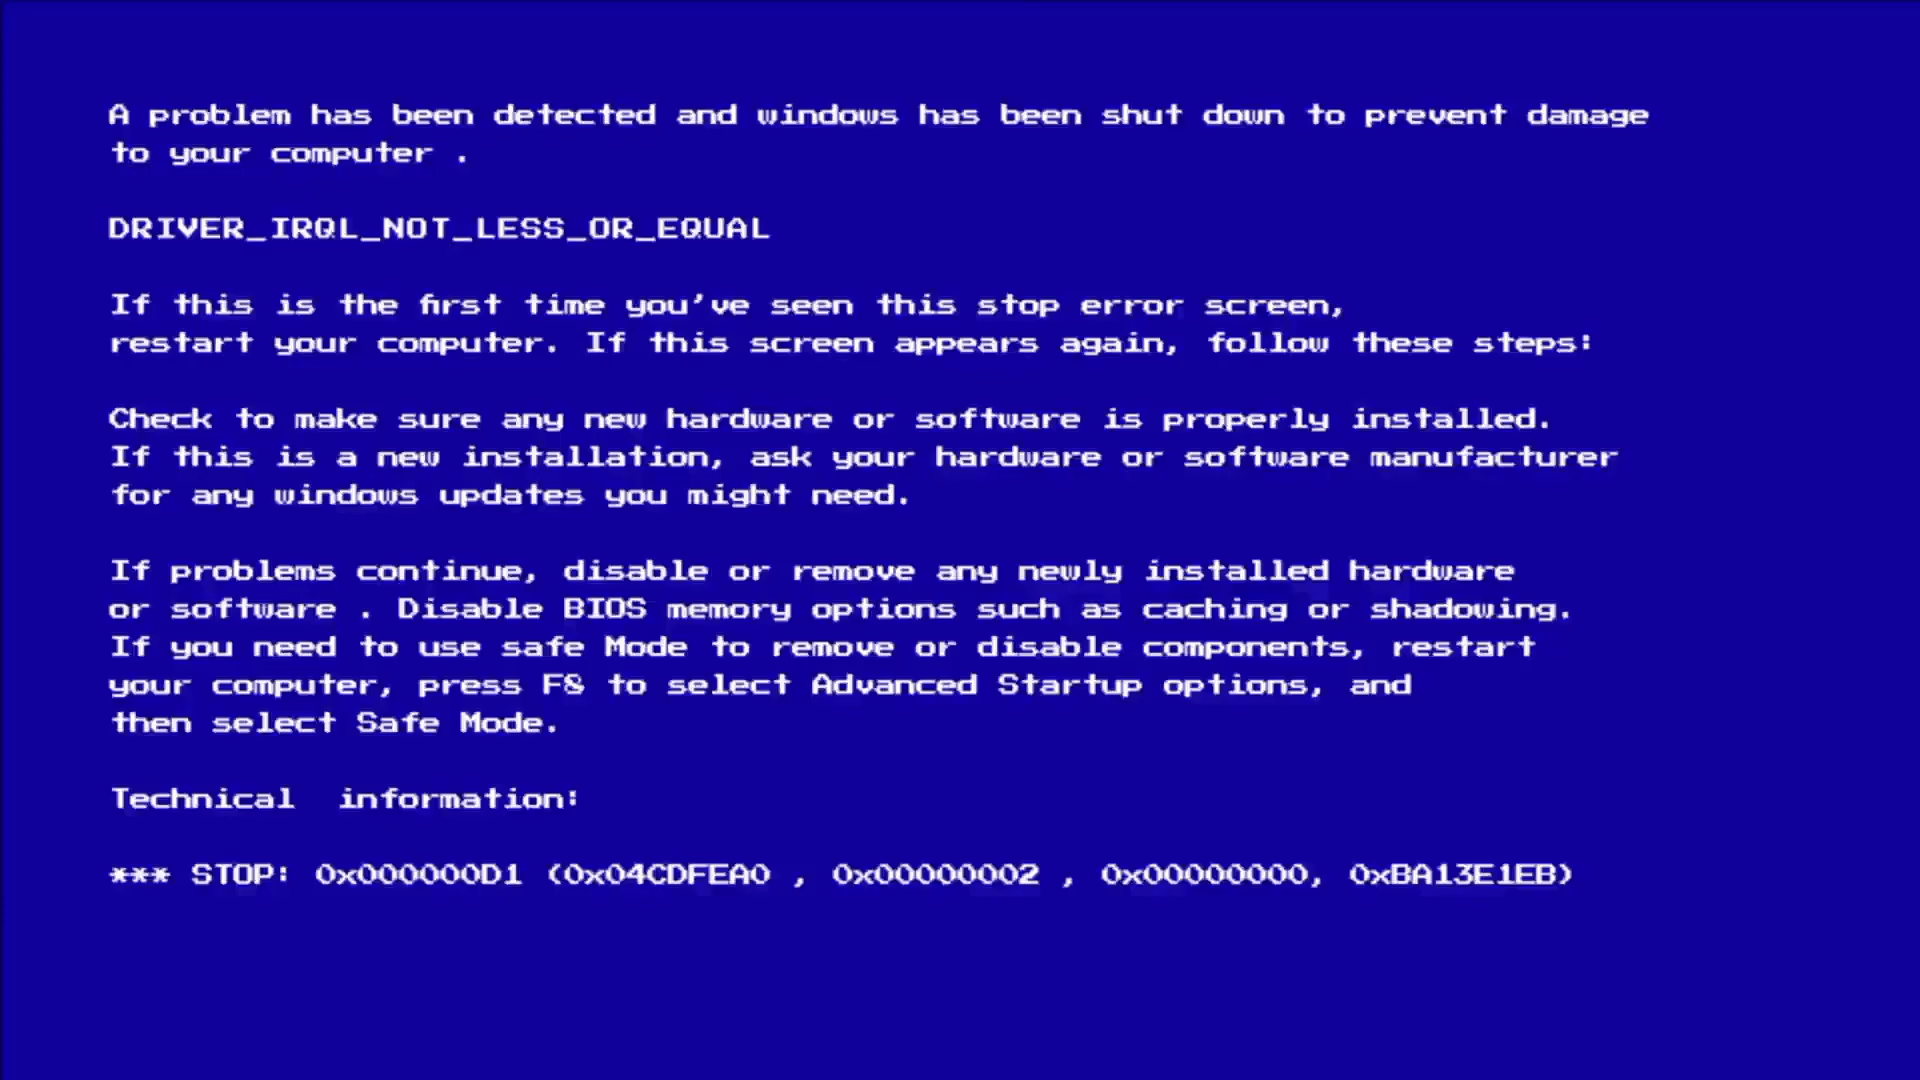 A problem has been detected and windows has been shut down to prevent damage
to your computer .
DRIVER_IRQL_NOT_LESS_OR_EQUAL
If this is the first time you've seen this stop error screen,
restart your computer. If this screen appears again, follow these steps:
Check to make sure any new hardware or software is properly installed.
If this is a new installation, ask your hardware or software manufacturer
for any windows updates you might need.
If problems continue, disable or remove any newly installed hardware
or software . Disable BIOS memory options such as caching or shadowing.
If you need to use safe Mode to remove or disable components, restart
your computer, press F& to select Advanced Startup options, and
then select Safe Mode.
Technical  information:
*** STOP: 0x000000D1 (0x04CDFEA0 , 0x00000002 , 0x00000000, 0xBA13E1EB)